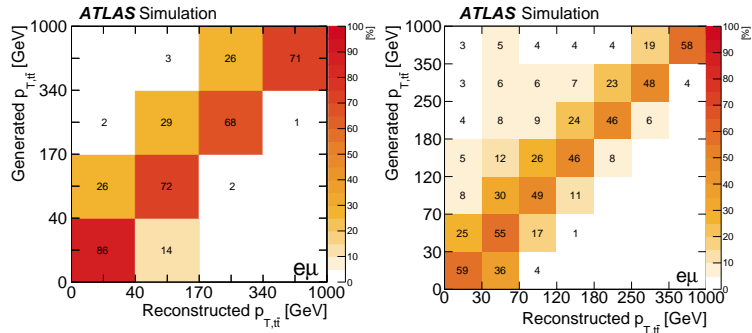 ATLAS Simulation
Generated p_T,tt̄ [GeV]
1000
340
170
40
0
3 26 71
2 29 68 1
26 72 2
86 14
eμ
0 40 170 340 1000
Reconstructed p_T,tt̄ [GeV]
100
90
80
70
60
50
40
30
20
10
0
[%]
ATLAS Simulation
Generated p_T,tt̄ [GeV]
1000
350
250
180
120
70
30
0
3 5 4 4 4 19 58
3 6 6 7 23 48 4
4 8 9 24 46 6
5 12 26 46 8
8 30 49 11
25 55 17 1
59 36 4
eμ
0 30 70 120 180 250 350 1000
Reconstructed p_T,tt̄ [GeV]
100
90
80
70
60
50
40
30
20
10
0
[%]